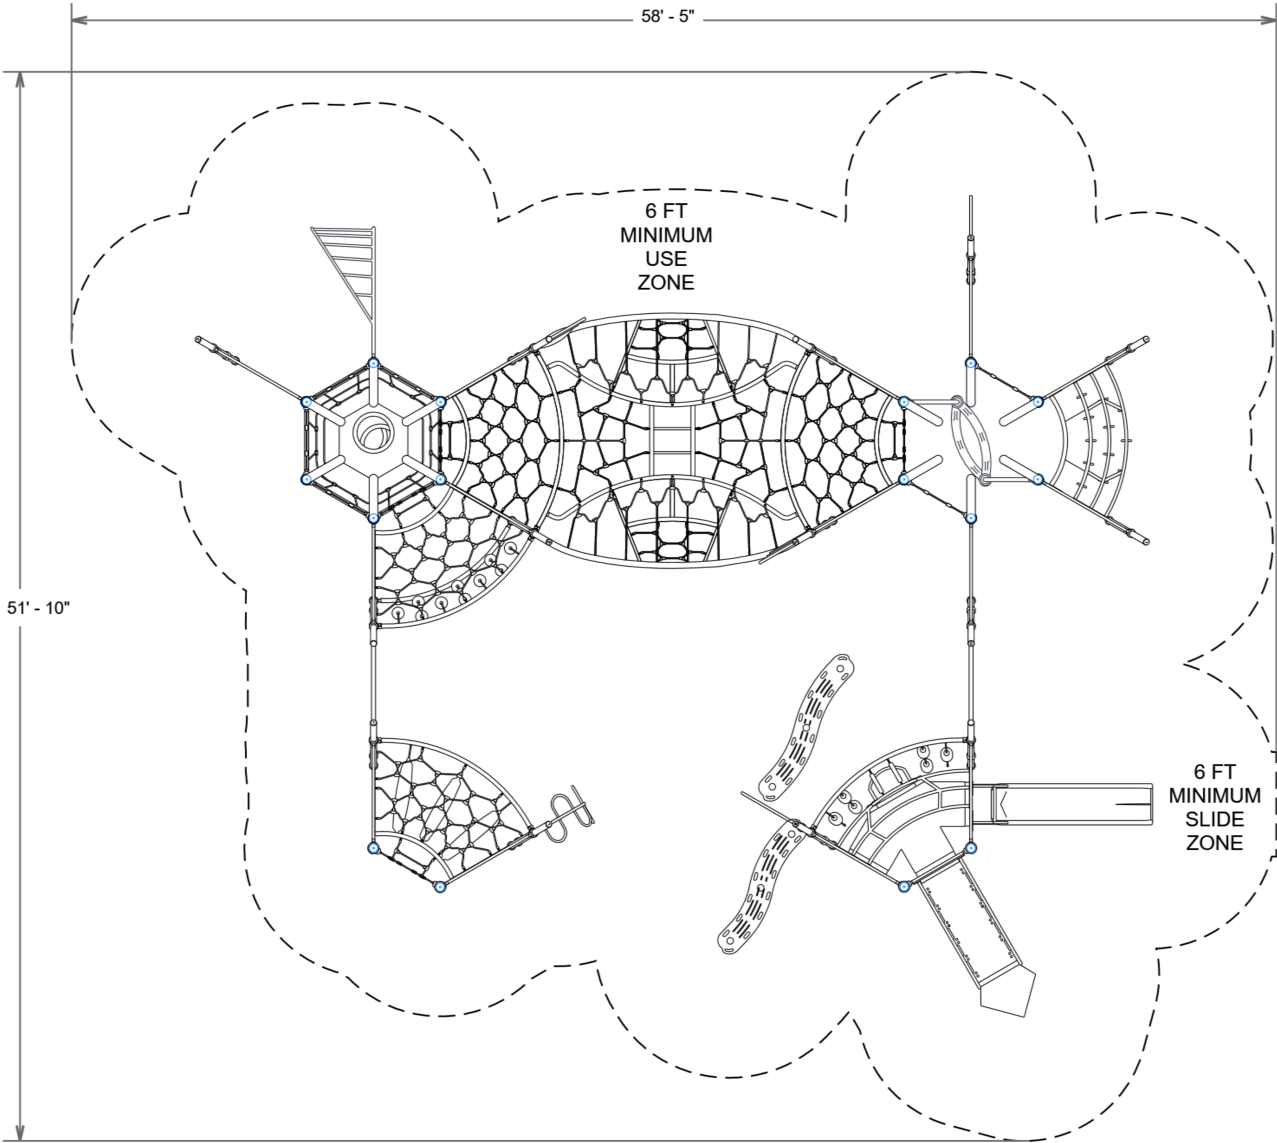 58' - 5"
6 FT
MINIMUM
USE
ZONE
51' - 10"
6 FT
MINIMUM
SLIDE
ZONE